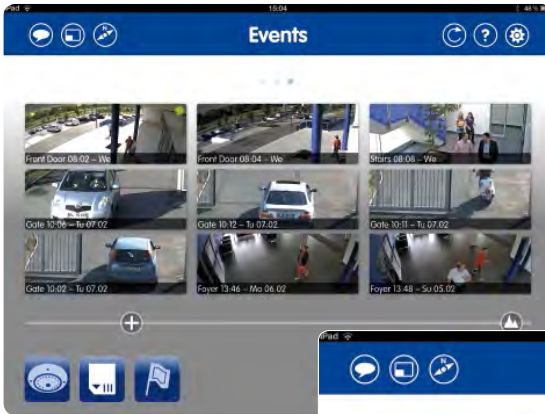 iPad
15:04
48 %
Events
N
?
Front Door 08:02 – We
Front Door 08:04 – We
Stairs 08:08 – We
Gate 10:06 – Tu 07.02
Gate 10:12 – Tu 07.02
Gate 10:11 – Tu 07.02
Gate 10:02 – Tu 07.02
Foyer 13:46 – Mo 06.02
Foyer 13:48 – Su 05.02
iPad
N